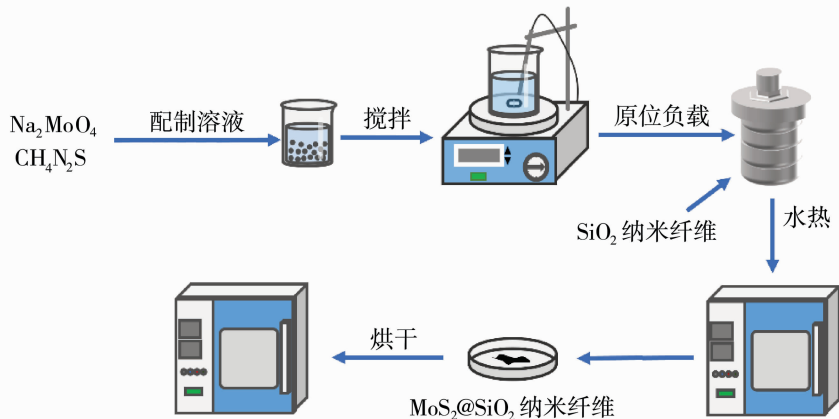 Na₂MoO₄
CH₄N₂S
配制溶液
搅拌
原位负载
SiO₂ 纳米纤维
水热
烘干
MoS₂@SiO₂ 纳米纤维